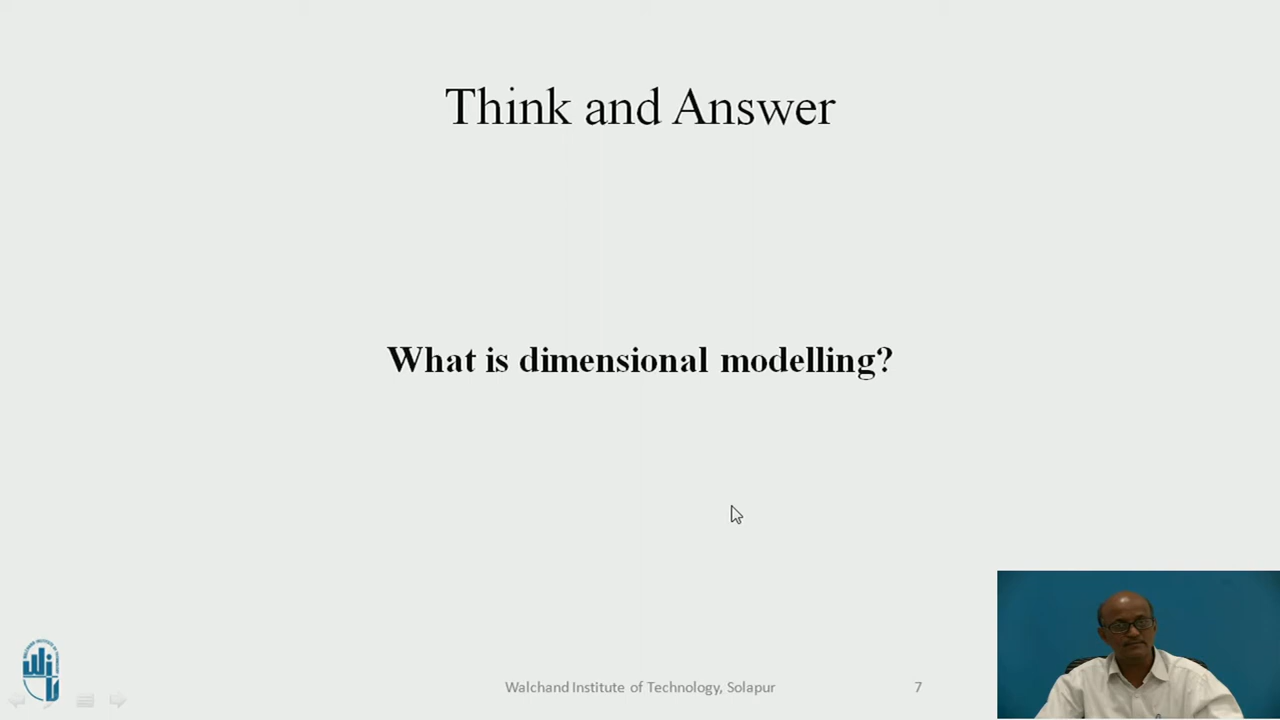 Think and Answer
What is dimensional modelling?
Walchand Institute of Technology, Solapur
7